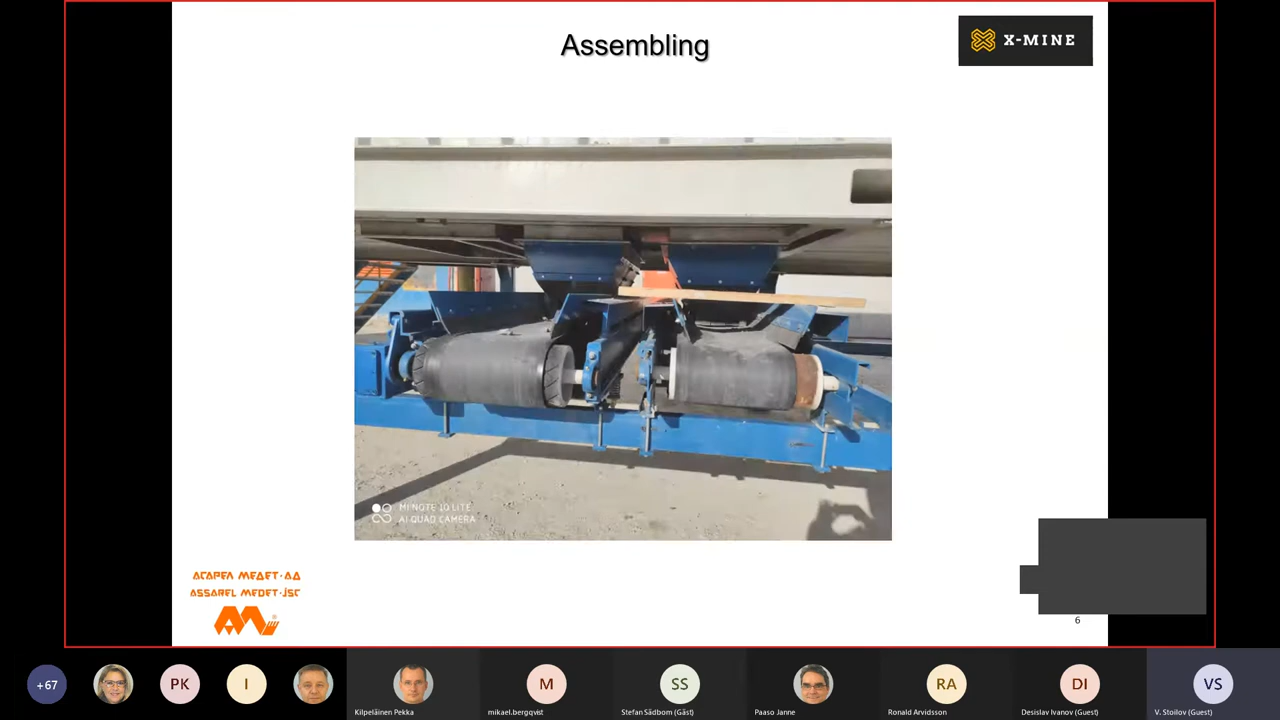 Assembling
X-MINE
MI NOTE 10 LITE
AI QUAD CAMERA
АСАРЕЛ МЕДЕТ·АД
ASSAREL MEDET·JSC
®
6
+67
PK
I
M
SS
RA
DI
VS
Kilpeläinen Pekka
mikael.bergqvist
Stefan Sädbom (Gäst)
Paaso Janne
Ronald Arvidsson
Desislav Ivanov (Guest)
V. Stoilov (Guest)